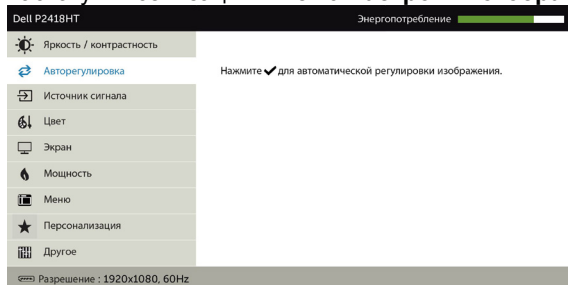 Dell P2418HT
Энергопотребление
Яркость / контрастность
Авторегулировка
Нажмите для автоматической регулировки изображения.
Источник сигнала
Цвет
Экран
Мощность
Меню
Персонализация
Другое
Разрешение : 1920x1080, 60Hz